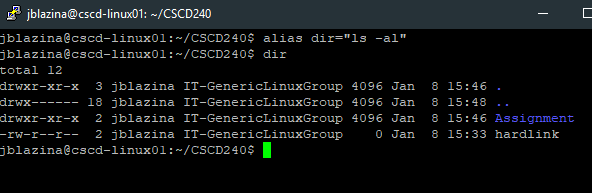 jblazina@cscd-linux01: ~/CSCD240
jblazina@cscd-linux01:~/CSCD240$ alias dir="ls -al"
jblazina@cscd-linux01:~/CSCD240$ dir
total 12
drwxr-xr-x  3 jblazina IT-GenericLinuxGroup 4096 Jan  8 15:46 .
drwx------ 18 jblazina IT-GenericLinuxGroup 4096 Jan  8 15:48 ..
drwxr-xr-x  2 jblazina IT-GenericLinuxGroup 4096 Jan  8 15:46 Assignment
-rw-r--r--  2 jblazina IT-GenericLinuxGroup    0 Jan  8 15:33 hardlink
jblazina@cscd-linux01:~/CSCD240$